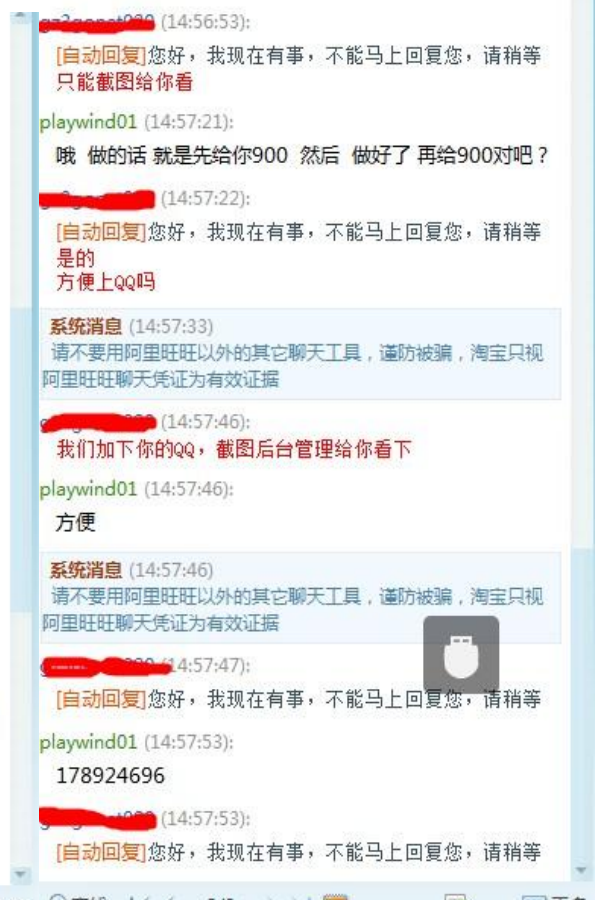 (14:56:53):
[自动回复]您好，我现在有事，不能马上回复您，请稍等
只能截图给你看
playwind01 (14:57:21):
哦 做的话 就是先给你900 然后 做好了 再给900对吧？
(14:57:22):
[自动回复]您好，我现在有事，不能马上回复您，请稍等
是的
方便上QQ吗
系统消息 (14:57:33)
请不要用阿里旺旺以外的其它聊天工具，谨防被骗，淘宝只视
阿里旺旺聊天凭证为有效证据
(14:57:46):
我们加下你的QQ，截图后台管理给你看下
playwind01 (14:57:46):
方便
系统消息 (14:57:46)
请不要用阿里旺旺以外的其它聊天工具，谨防被骗，淘宝只视
阿里旺旺聊天凭证为有效证据
14:57:47):
[自动回复]您好，我现在有事，不能马上回复您，请稍等
playwind01 (14:57:53):
178924696
(14:57:53):
[自动回复]您好，我现在有事，不能马上回复您，请稍等